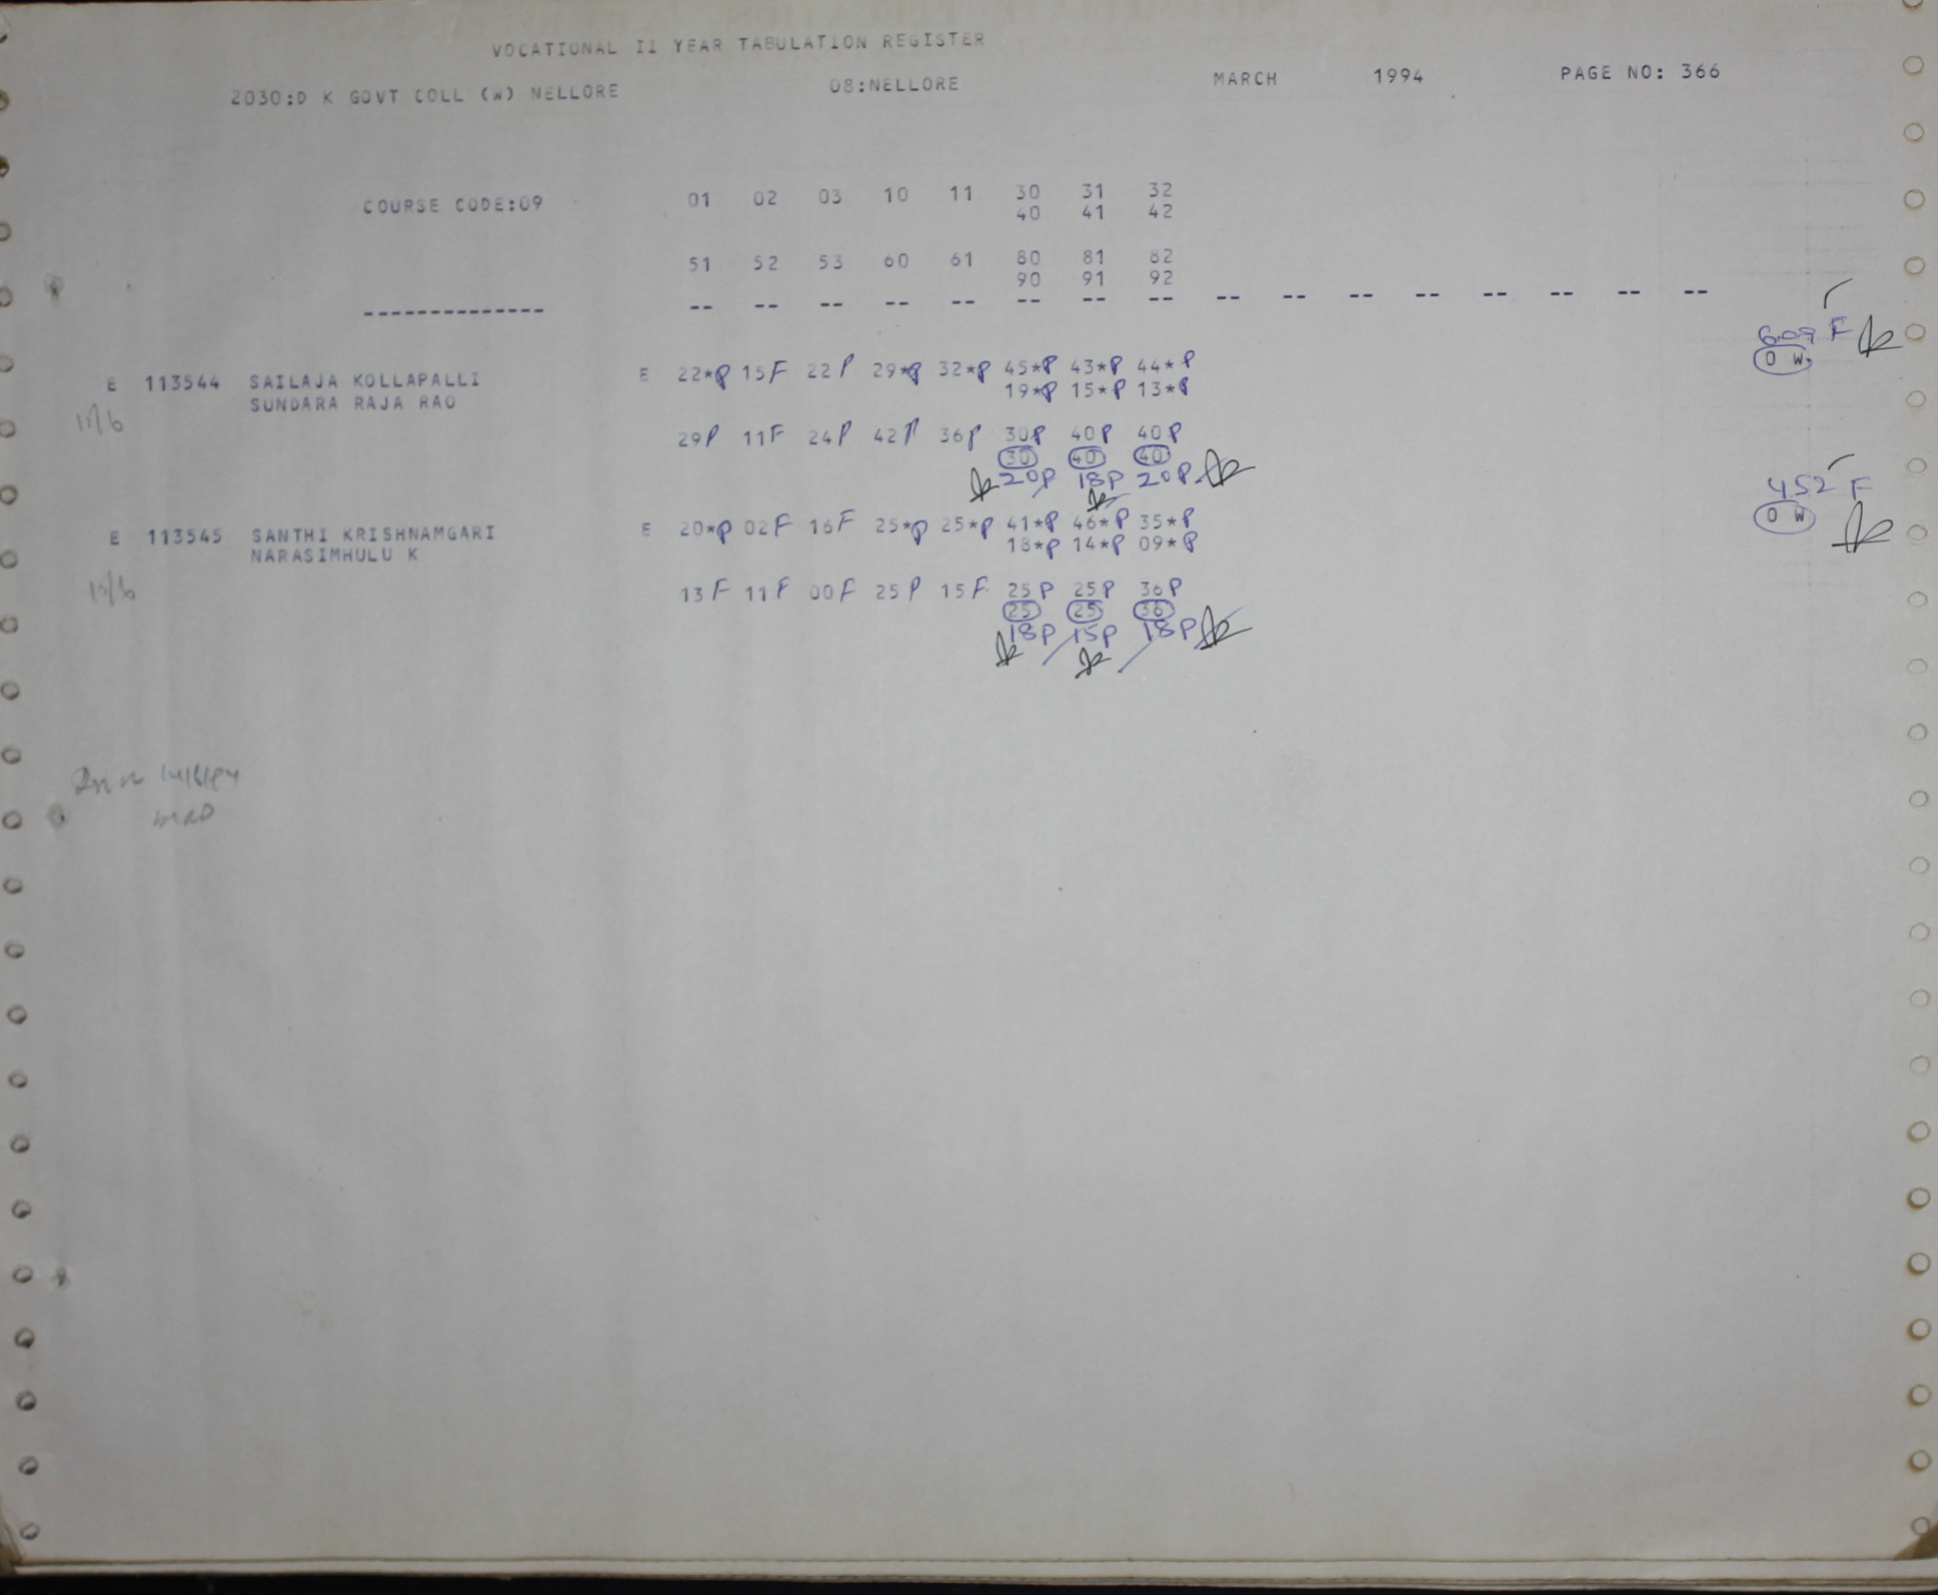 VOCATIONAL II YEAR TABULATION REGISTER
2030:D K GOVT COLL (W) NELLORE 08:NELLORE MARCH 1994 PAGE NO: 366
COURSE CODE:09 01 02 03 10 11 30 31 32
40 41 42
51 52 53 60 61 80 81 82
90 91 92
-------------- -- -- -- -- -- -- -- -- -- -- -- -- -- -- -- --
609 F
O W
E 113544 SAILAJA KOLLAPALLI E 22*P 15F 22P 29*P 32*P 45*P 43*P 44*P
SUNDARA RAJA RAO 19*P 15*P 13*P
15/6
29P 11F 24P 42P 36P 30P 40P 40P
30 40 40
20P 18P 20P
452 F
O W
E 113545 SANTHI KRISHNAMGARI E 20*P 02F 16F 25*P 25*P 41*P 46*P 35*P
NARASIMHULU K 18*P 14*P 09*P
15/6
13F 11F 00F 25P 15F 25P 25P 36P
25 25 36
18P 15P 18P